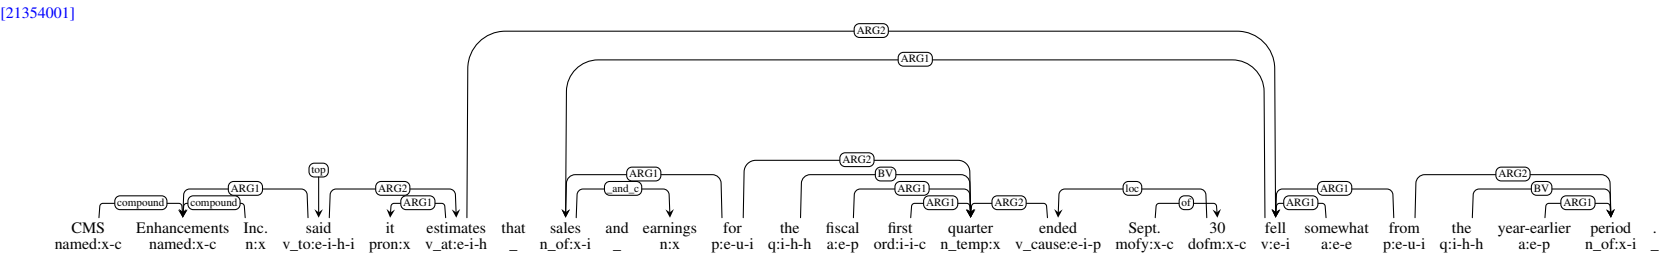 [21354001]
ARG2
ARG1
ARG2
top ARG1 BV ARG2
ARG1 ARG2 _and_c ARG1 loc ARG1 BV
compound compound ARG1 ARG1 ARG2 of ARG1 ARG1
CMS Enhancements Inc. said it estimates that sales and earnings for the fiscal first quarter ended Sept. 30 fell somewhat from the year-earlier period .
named:x-c named:x-c n:x v_to:e-i-h-i pron:x v_at:e-i-h _ n_of:x-i _ n:x p:e-u-i q:i-h-h a:e-p ord:i-i-c n_temp:x v_cause:e-i-p mofy:x-c dofm:x-c v:e-i a:e-e p:e-u-i q:i-h-h a:e-p n_of:x-i _